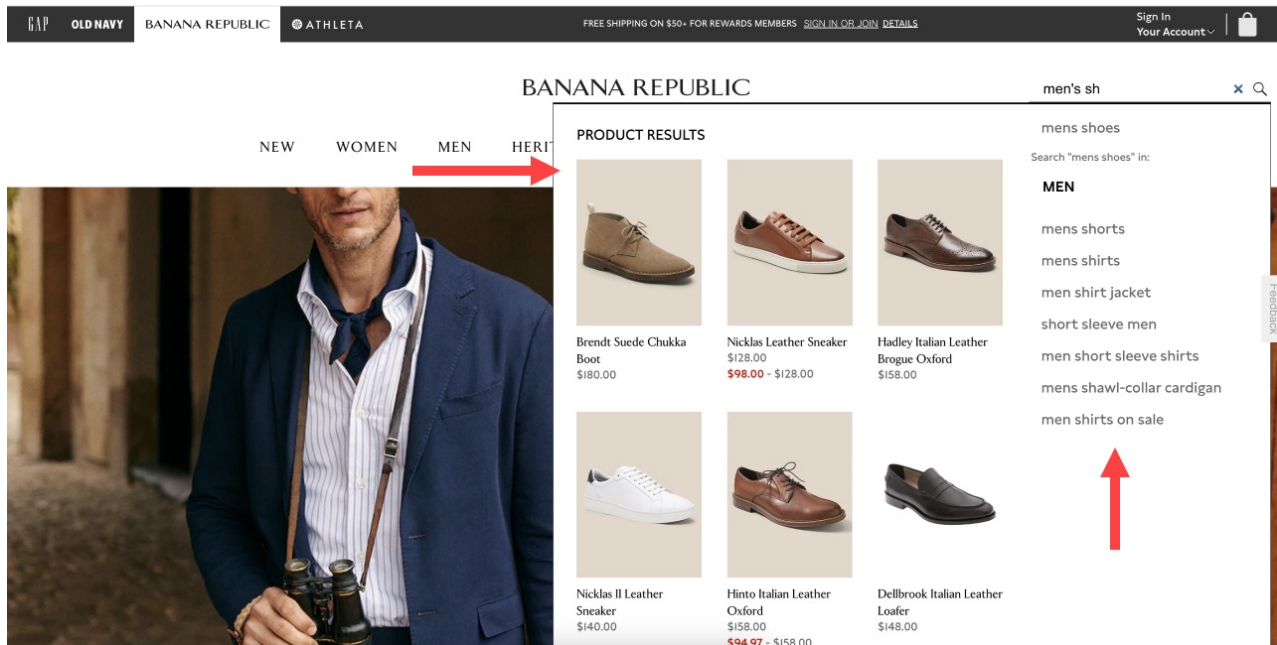 GAP
OLD NAVY
BANANA REPUBLIC
ATHLETA
FREE SHIPPING ON $50+ FOR REWARDS MEMBERS SIGN IN OR JOIN DETAILS
Sign In
Your Account
BANANA REPUBLIC
men's sh
NEW
WOMEN
MEN
HERIT
PRODUCT RESULTS
Brendt Suede Chukka
Boot
$180.00
Nicklas Leather Sneaker
$128.00
$98.00 - $128.00
Hadley Italian Leather
Brogue Oxford
$158.00
Nicklas II Leather
Sneaker
$140.00
Hinto Italian Leather
Oxford
$158.00
$94.97 - $158.00
Dellbrook Italian Leather
Loafer
$148.00
mens shoes
Search "mens shoes" in:
MEN
mens shorts
mens shirts
men shirt jacket
short sleeve men
men short sleeve shirts
mens shawl-collar cardigan
men shirts on sale
Feedback